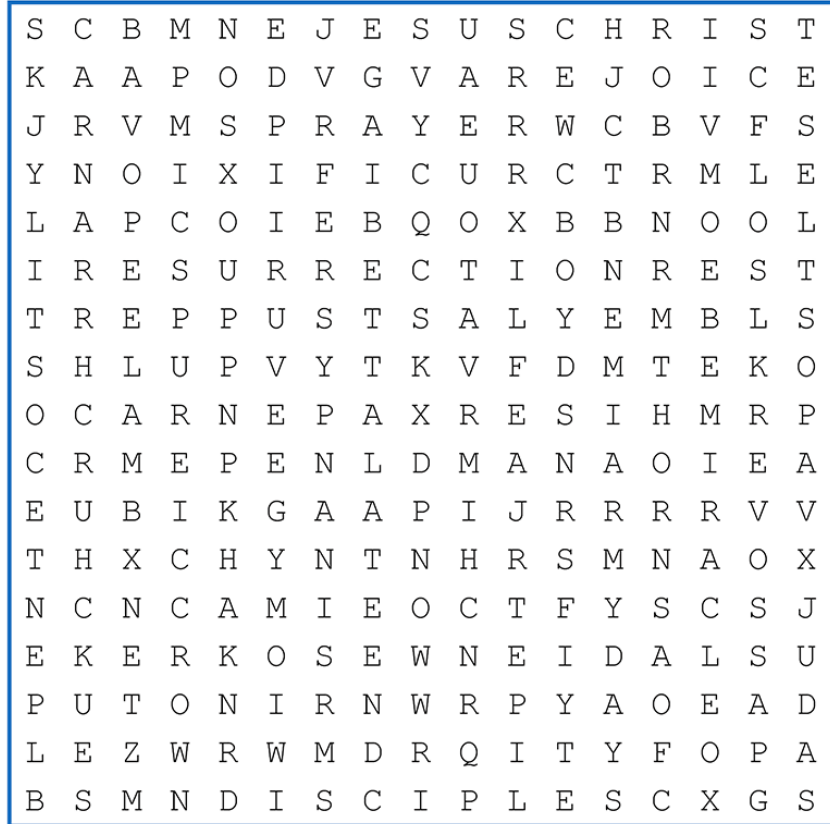 S C B M N E J E S U S C H R I S T
K A A P O D V G V A R E J O I C E
J R V M S P R A Y E R W C B V F S
Y N O I X I F I C U R C T R M L E
L A P C O I E B Q O X B B N O O L
I R E S U R R E C T I O N R E S T
T R E P P U S T S A L Y E M B L S
S H L U P V Y T K V F D M T E K O
O C A R N E P A X R E S I H M R P
C R M E P E N L D M A N A O I E A
E U B I K G A A P I J R R R R V V
T H X C H Y N T N H R S M N A O X
N C N C A M I E O C T F Y S C S J
E K E R K O S E W N E I D A L S U
P U T O N I R N W R P Y A O E A D
L E Z W R W M D R Q I T Y F O P A
B S M N D I S C I P L E S C X G S